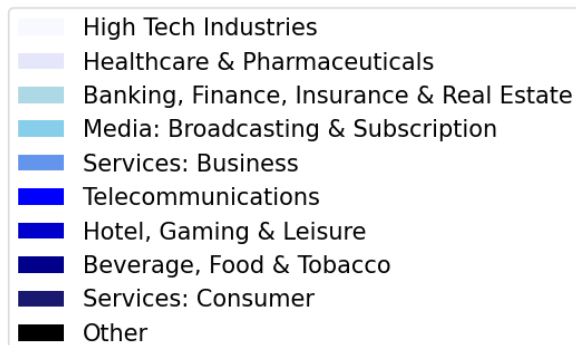 High Tech Industries
Healthcare & Pharmaceuticals
Banking, Finance, Insurance & Real Estate
Media: Broadcasting & Subscription
Services: Business
Telecommunications
Hotel, Gaming & Leisure
Beverage, Food & Tobacco
Services: Consumer
Other